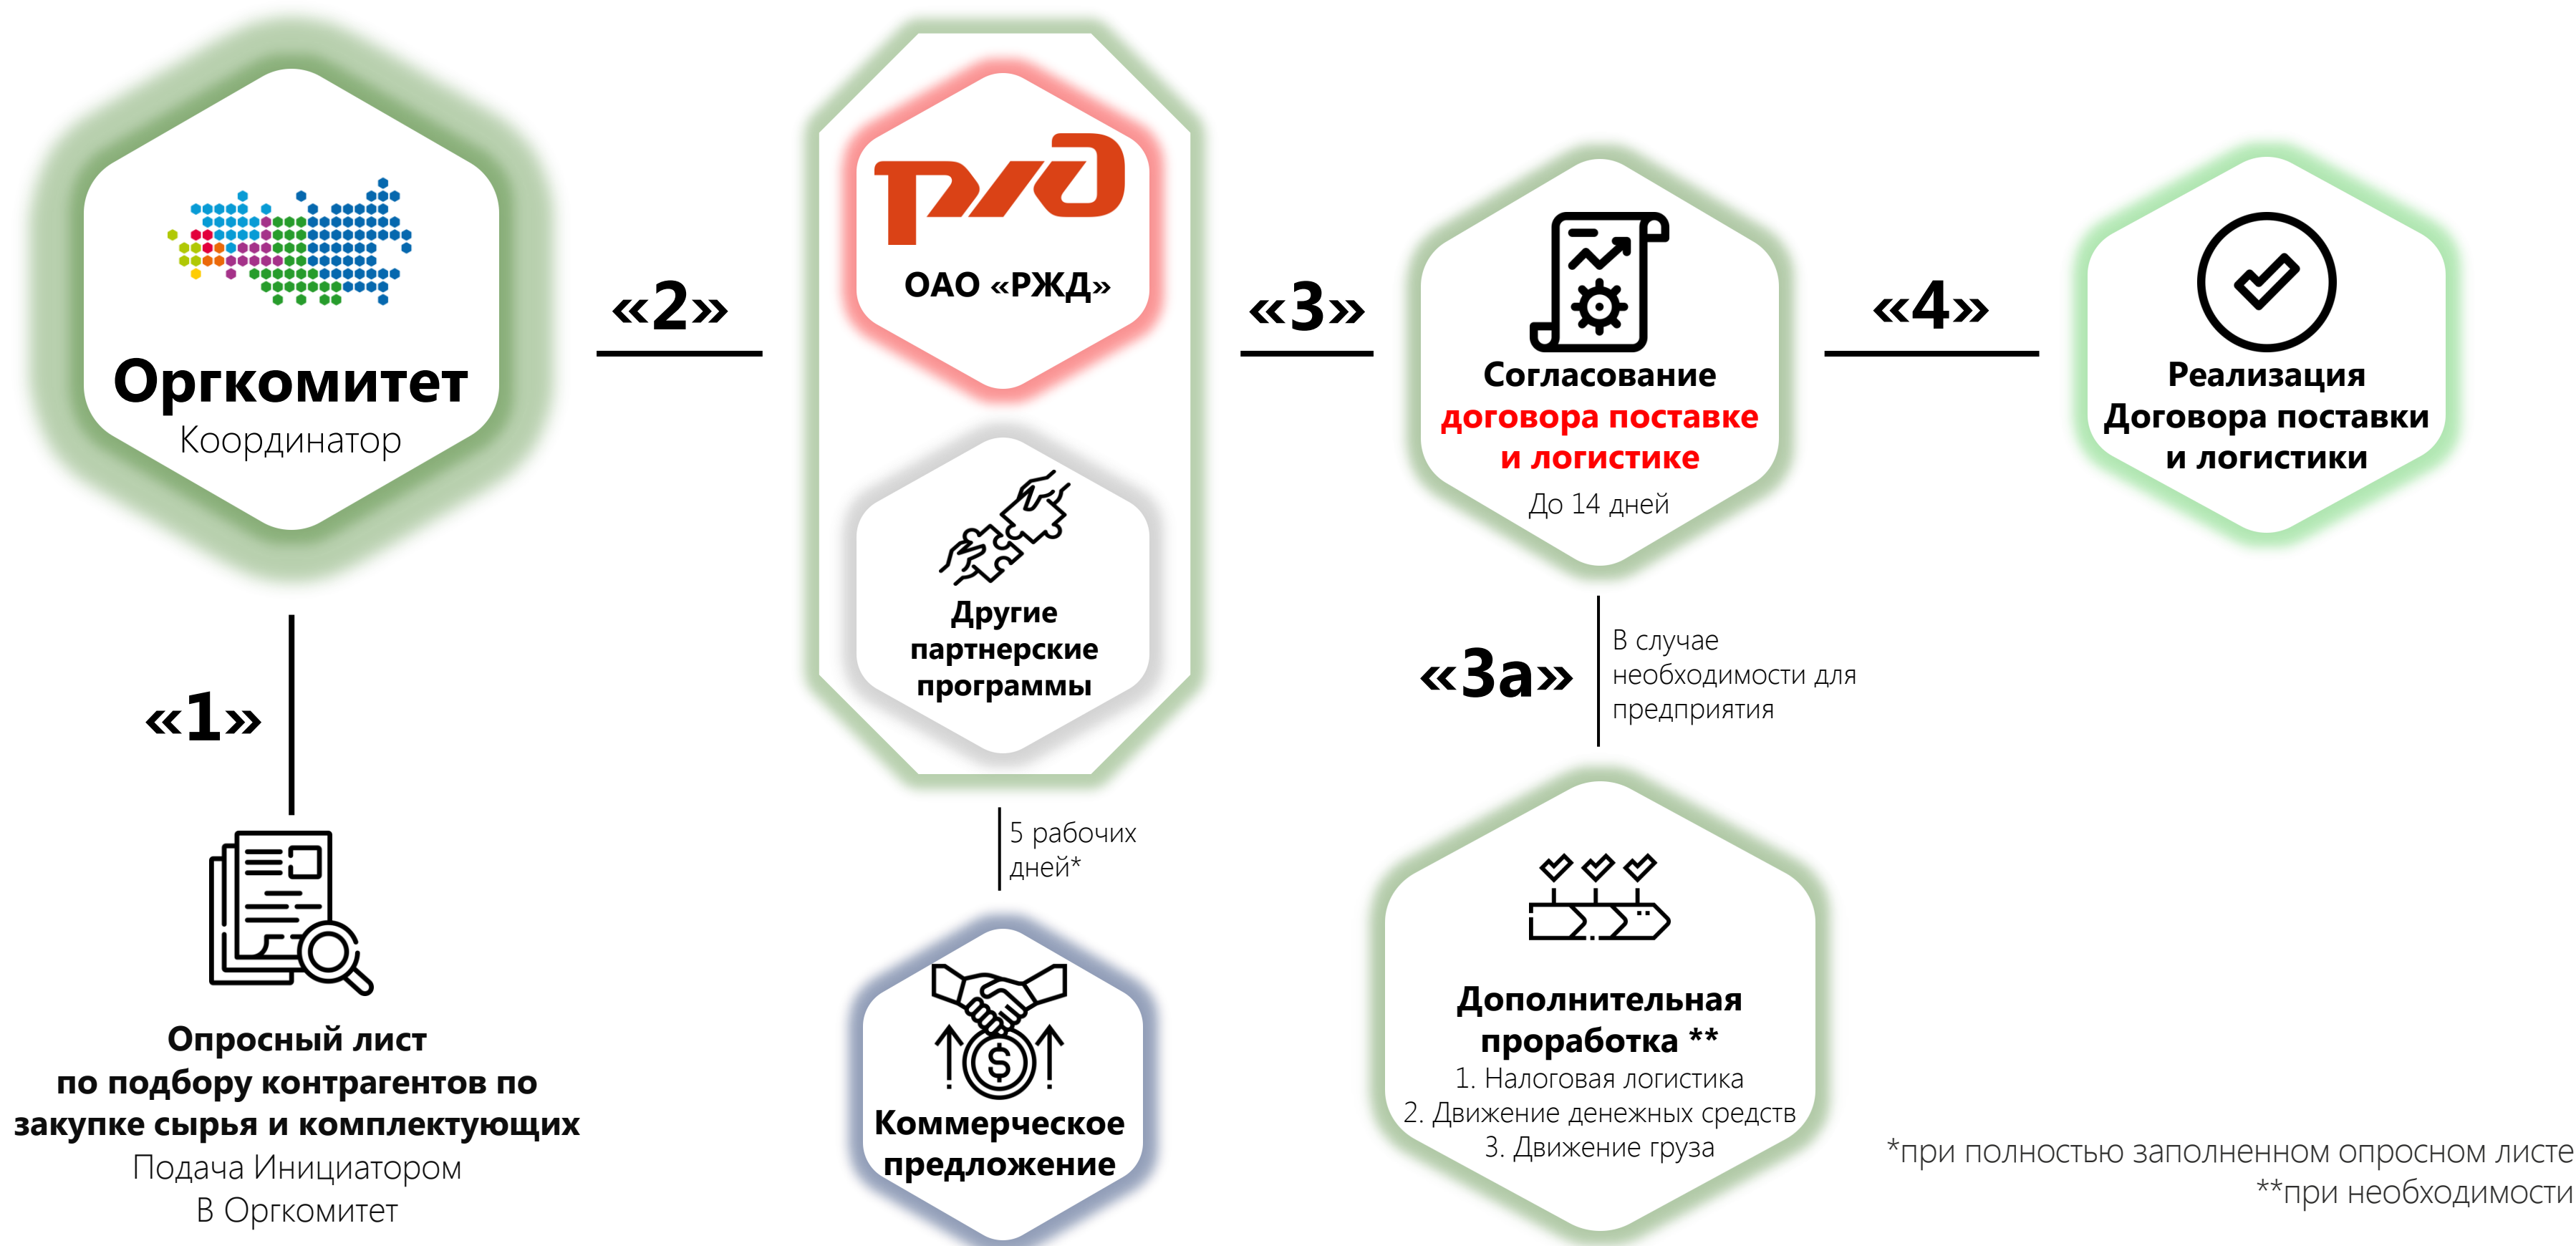 Оргкомитет
Координатор
«1»
Опросный лист
по подбору контрагентов по
закупке сырья и комплектующих
Подача Инициатором
В Оргкомитет
«2»
ржд
ОАО «РЖД»
Другие
партнерские
программы
5 рабочих
дней*
Коммерческое
предложение
«3»
Согласование
договора поставке
и логистике
До 14 дней
«3а»
В случае
необходимости для
предприятия
Дополнительная
проработка **
1. Налоговая логистика
2. Движение денежных средств
3. Движение груза
«4»
Реализация
Договора поставки
и логистики
*при полностью заполненном опросном листе
**при необходимости